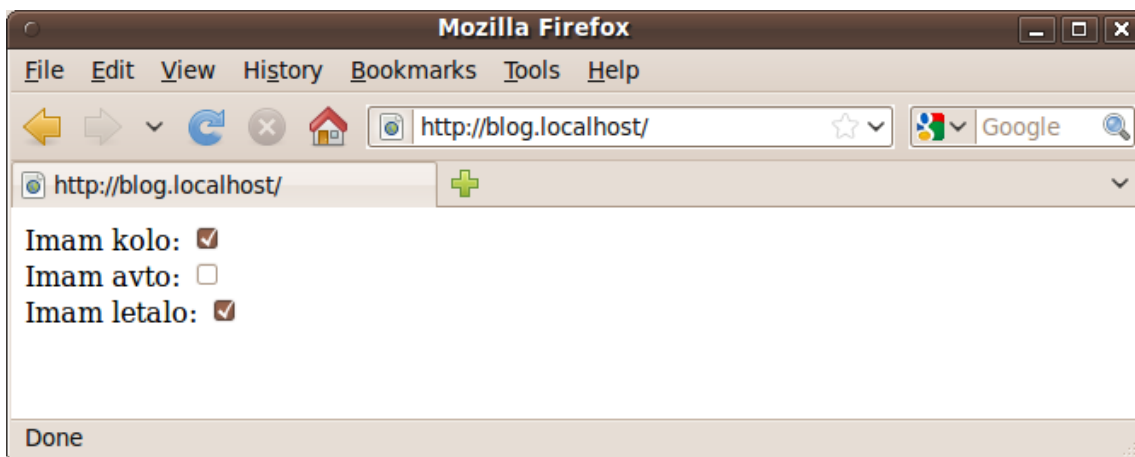 Mozilla Firefox
File Edit View History Bookmarks Tools Help
http://blog.localhost/ Google
http://blog.localhost/
Imam kolo:
Imam avto:
Imam letalo:
Done